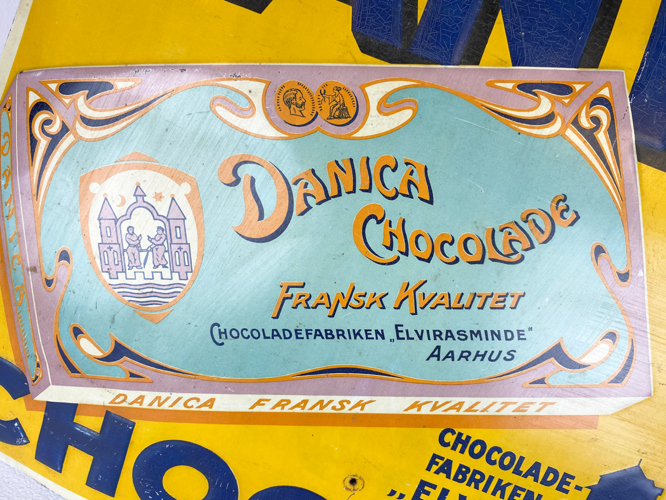 DANICA
CHOCOLADE
FRANSK KVALITET
CHOCOLADEFABRIKEN „ELVIRASMINDE"
AARHUS
DANICA FRANSK KVALITET
CHOCOLADE-
FABRIKEN